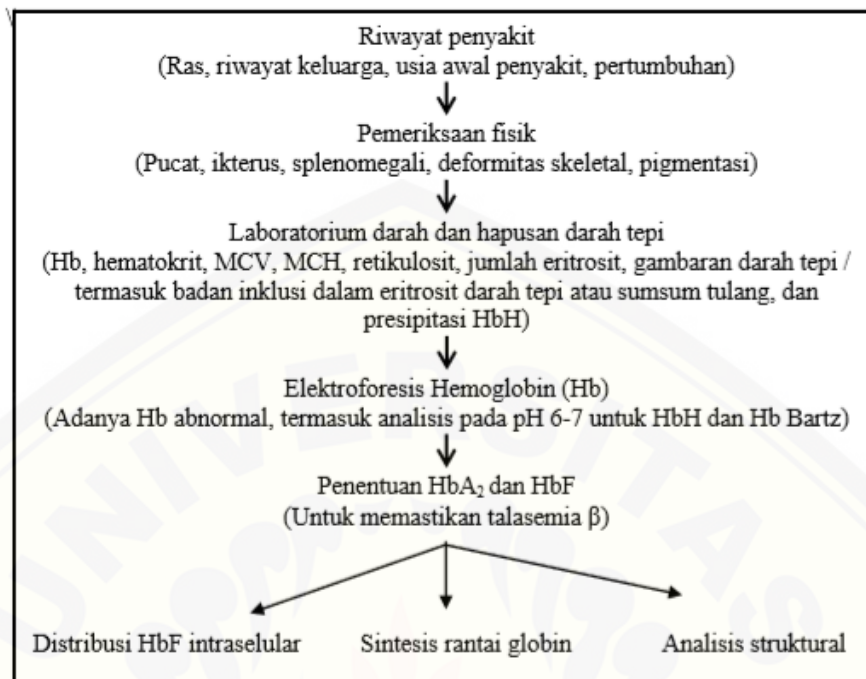 \
Riwayat penyakit
(Ras, riwayat keluarga, usia awal penyakit, pertumbuhan)
Pemeriksaan fisik
(Pucat, ikterus, splenomegali, deformitas skeletal, pigmentasi)
Laboratorium darah dan hapusan darah tepi
(Hb, hematokrit, MCV, MCH, retikulosit, jumlah eritrosit, gambaran darah tepi /
termasuk badan inklusi dalam eritrosit darah tepi atau sumsum tulang, dan
presipitasi HbH)
Elektroforesis Hemoglobin (Hb)
(Adanya Hb abnormal, termasuk analisis pada pH 6-7 untuk HbH dan Hb Bartz)
Penentuan HbA₂ dan HbF
(Untuk memastikan talasemia β)
Distribusi HbF intraselular Sintesis rantai globin Analisis struktural
UNIVERSITAS